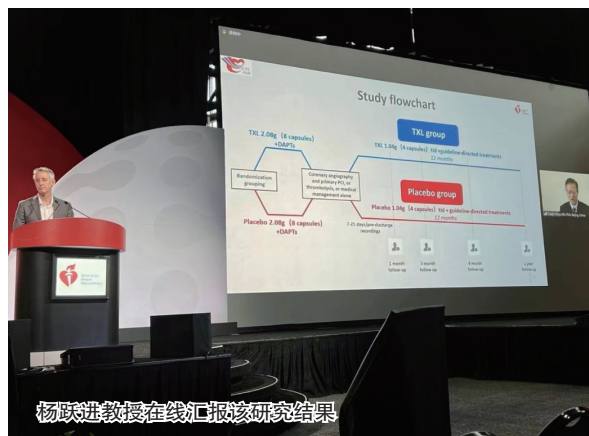 Study flowchart
TXL 2.08g (8 capsules)
+DAPTs
TXL group
TXL 1.04g (4 capsules) tid +guideline-directed treatments
12 months
Randomization
grouping
Coronary angiography
and primary PCI, or
thrombolysis, or medical
management alone
Placebo group
Placebo 1.04g (4 capsules) tid + guideline-directed treatments
12 months
Placebo 2.08g (8 capsules)
+DAPTs
7-25 days/pre-discharge
recordings
1 month
follow-up
3 month
follow-up
6 month
follow-up
1 year
follow-up
American
Heart
Association
杨跃进教授在线汇报该研究结果